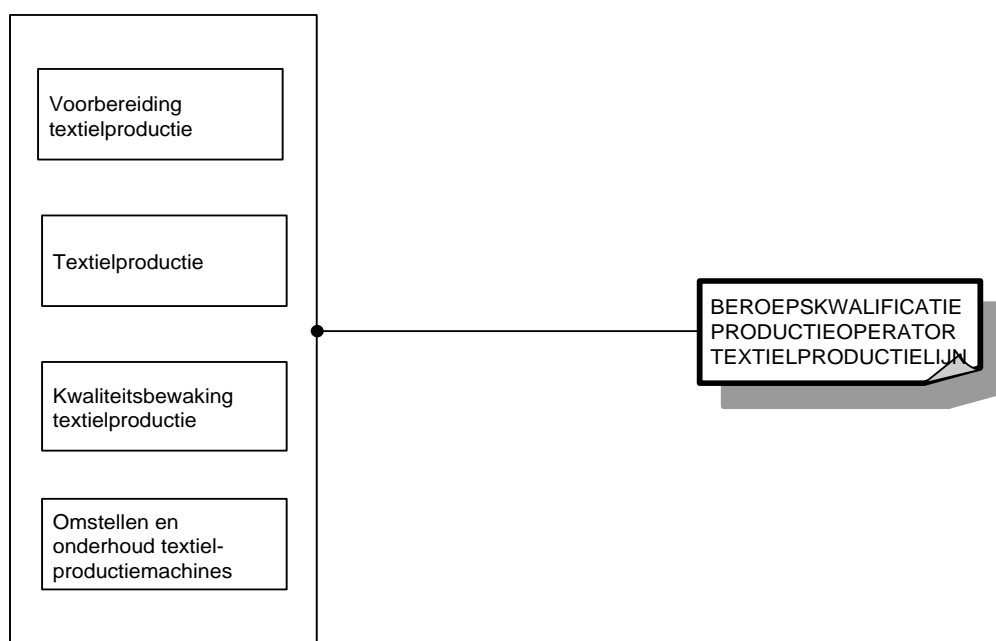 Voorbereiding
textielproductie
Textielproductie
Kwaliteitsbewaking
textielproductie
Omstellen en
onderhoud textiel-
productiemachines
BEROEPSKWALIFICATIE
PRODUCTIEOPERATOR
TEXTIELPRODUCTIELIJN